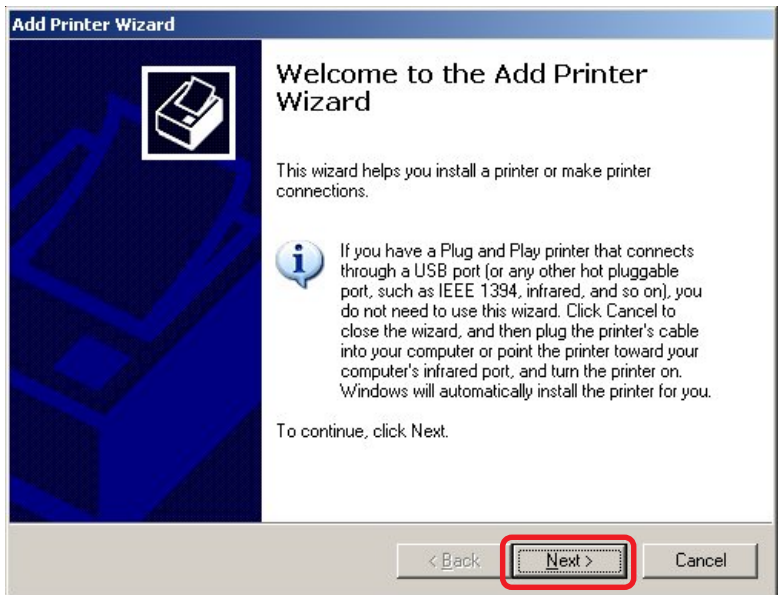 Add Printer Wizard
Welcome to the Add Printer
Wizard
This wizard helps you install a printer or make printer
connections.
If you have a Plug and Play printer that connects
through a USB port (or any other hot pluggable
port, such as IEEE 1394, infrared, and so on), you
do not need to use this wizard. Click Cancel to
close the wizard, and then plug the printer's cable
into your computer or point the printer toward your
computer's infrared port, and turn the printer on.
Windows will automatically install the printer for you.
To continue, click Next.
< Back
Next >
Cancel